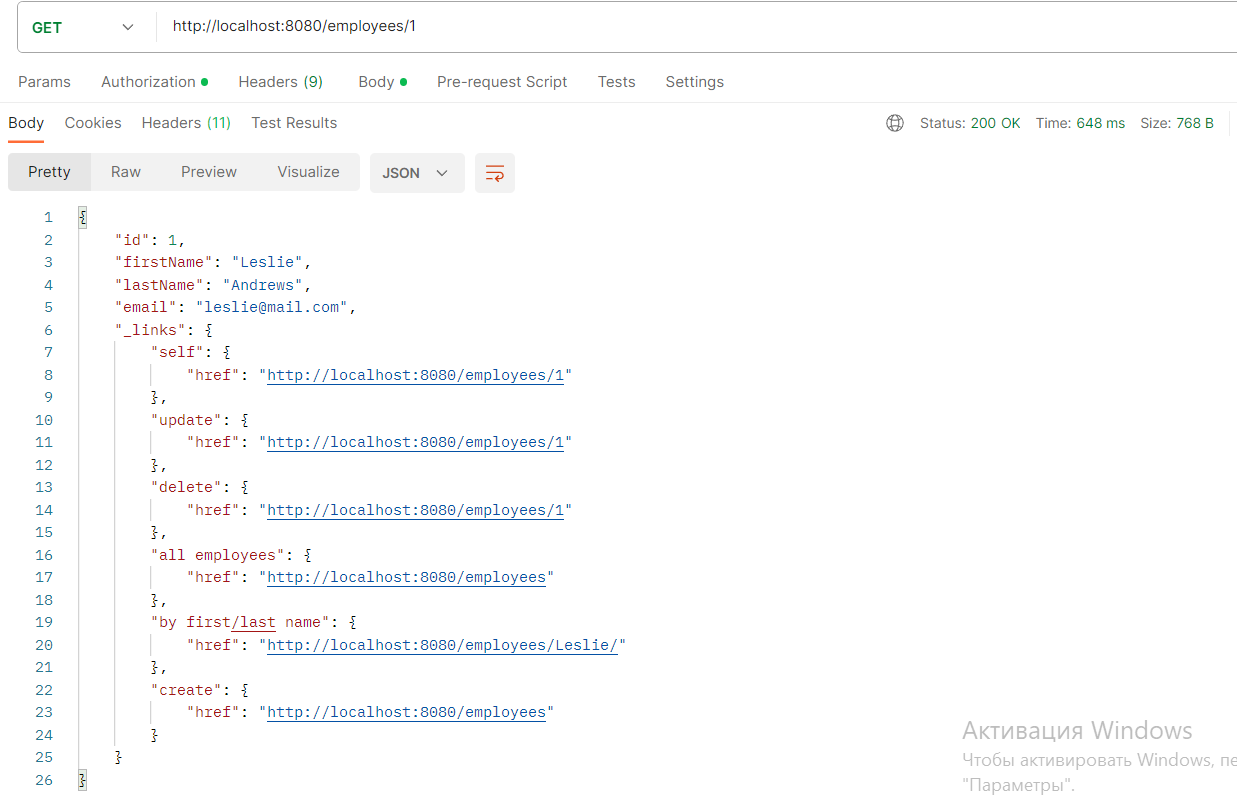 GET http://localhost:8080/employees/1
Params Authorization Headers (9) Body Pre-request Script Tests Settings
Body Cookies Headers (11) Test Results Status: 200 OK Time: 648 ms Size: 768 B
Pretty Raw Preview Visualize JSON
1 {
2 "id": 1,
3 "firstName": "Leslie",
4 "lastName": "Andrews",
5 "email": "leslie@mail.com",
6 "_links": {
7 "self": {
8 "href": "http://localhost:8080/employees/1"
9 },
10 "update": {
11 "href": "http://localhost:8080/employees/1"
12 },
13 "delete": {
14 "href": "http://localhost:8080/employees/1"
15 },
16 "all employees": {
17 "href": "http://localhost:8080/employees"
18 },
19 "by first/last name": {
20 "href": "http://localhost:8080/employees/Leslie/"
21 },
22 "create": {
23 "href": "http://localhost:8080/employees"
24 }
25 }
26 }
Активация Windows
Чтобы активировать Windows, пе
"Параметры".